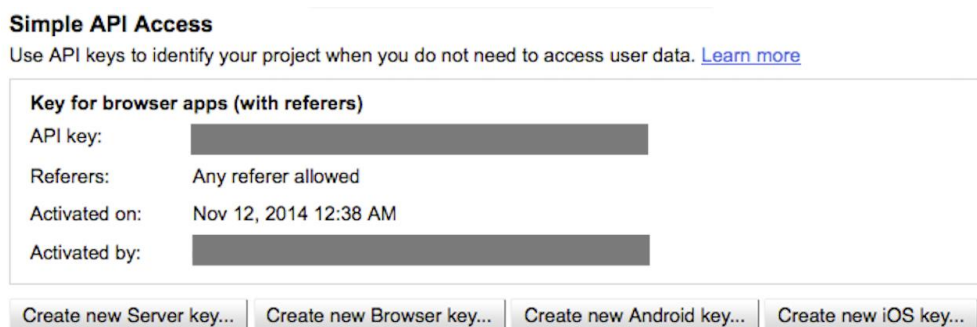 Simple API Access
Use API keys to identify your project when you do not need to access user data. Learn more
Key for browser apps (with referers)
API key:
Referers: Any referer allowed
Activated on: Nov 12, 2014 12:38 AM
Activated by:
Create new Server key... Create new Browser key... Create new Android key... Create new iOS key...